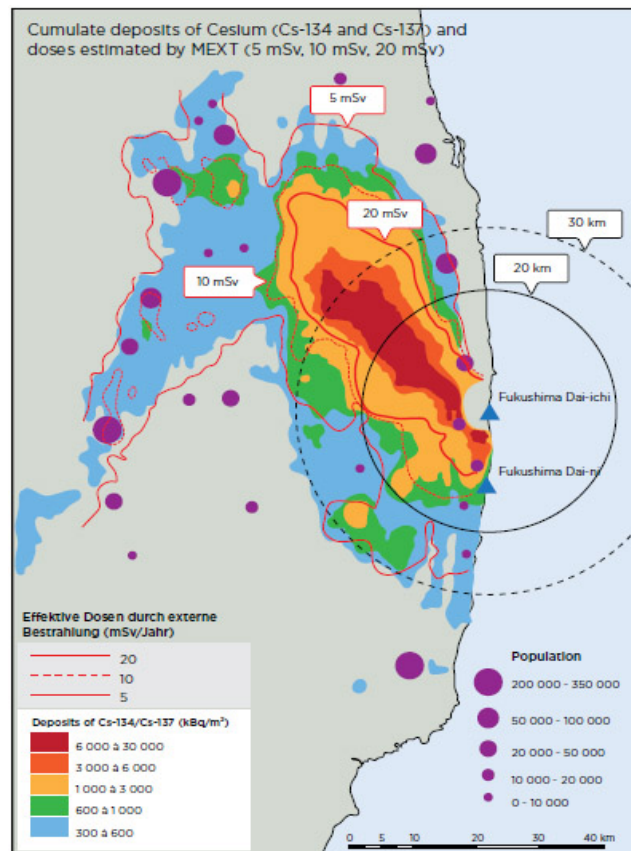 Cumulate deposits of Cesium (Cs-134 and Cs-137) and
doses estimated by MEXT (5 mSv, 10 mSv, 20 mSv)
5 mSv
20 mSv
30 km
20 km
10 mSv
Fukushima Dai-ichi
Fukushima Dai-ni
Effektive Dosen durch externe
Bestrahlung (mSv/Jahr)
20
10
5
Deposits of Cs-134/Cs-137 (kBq/m²)
6 000 à 30 000
3 000 à 6 000
1 000 à 3 000
600 à 1 000
300 à 600
Population
200 000 - 350 000
50 000 - 100 000
20 000 - 50 000
10 000 - 20 000
0 - 10 000
0 5 10 20 30 40 km